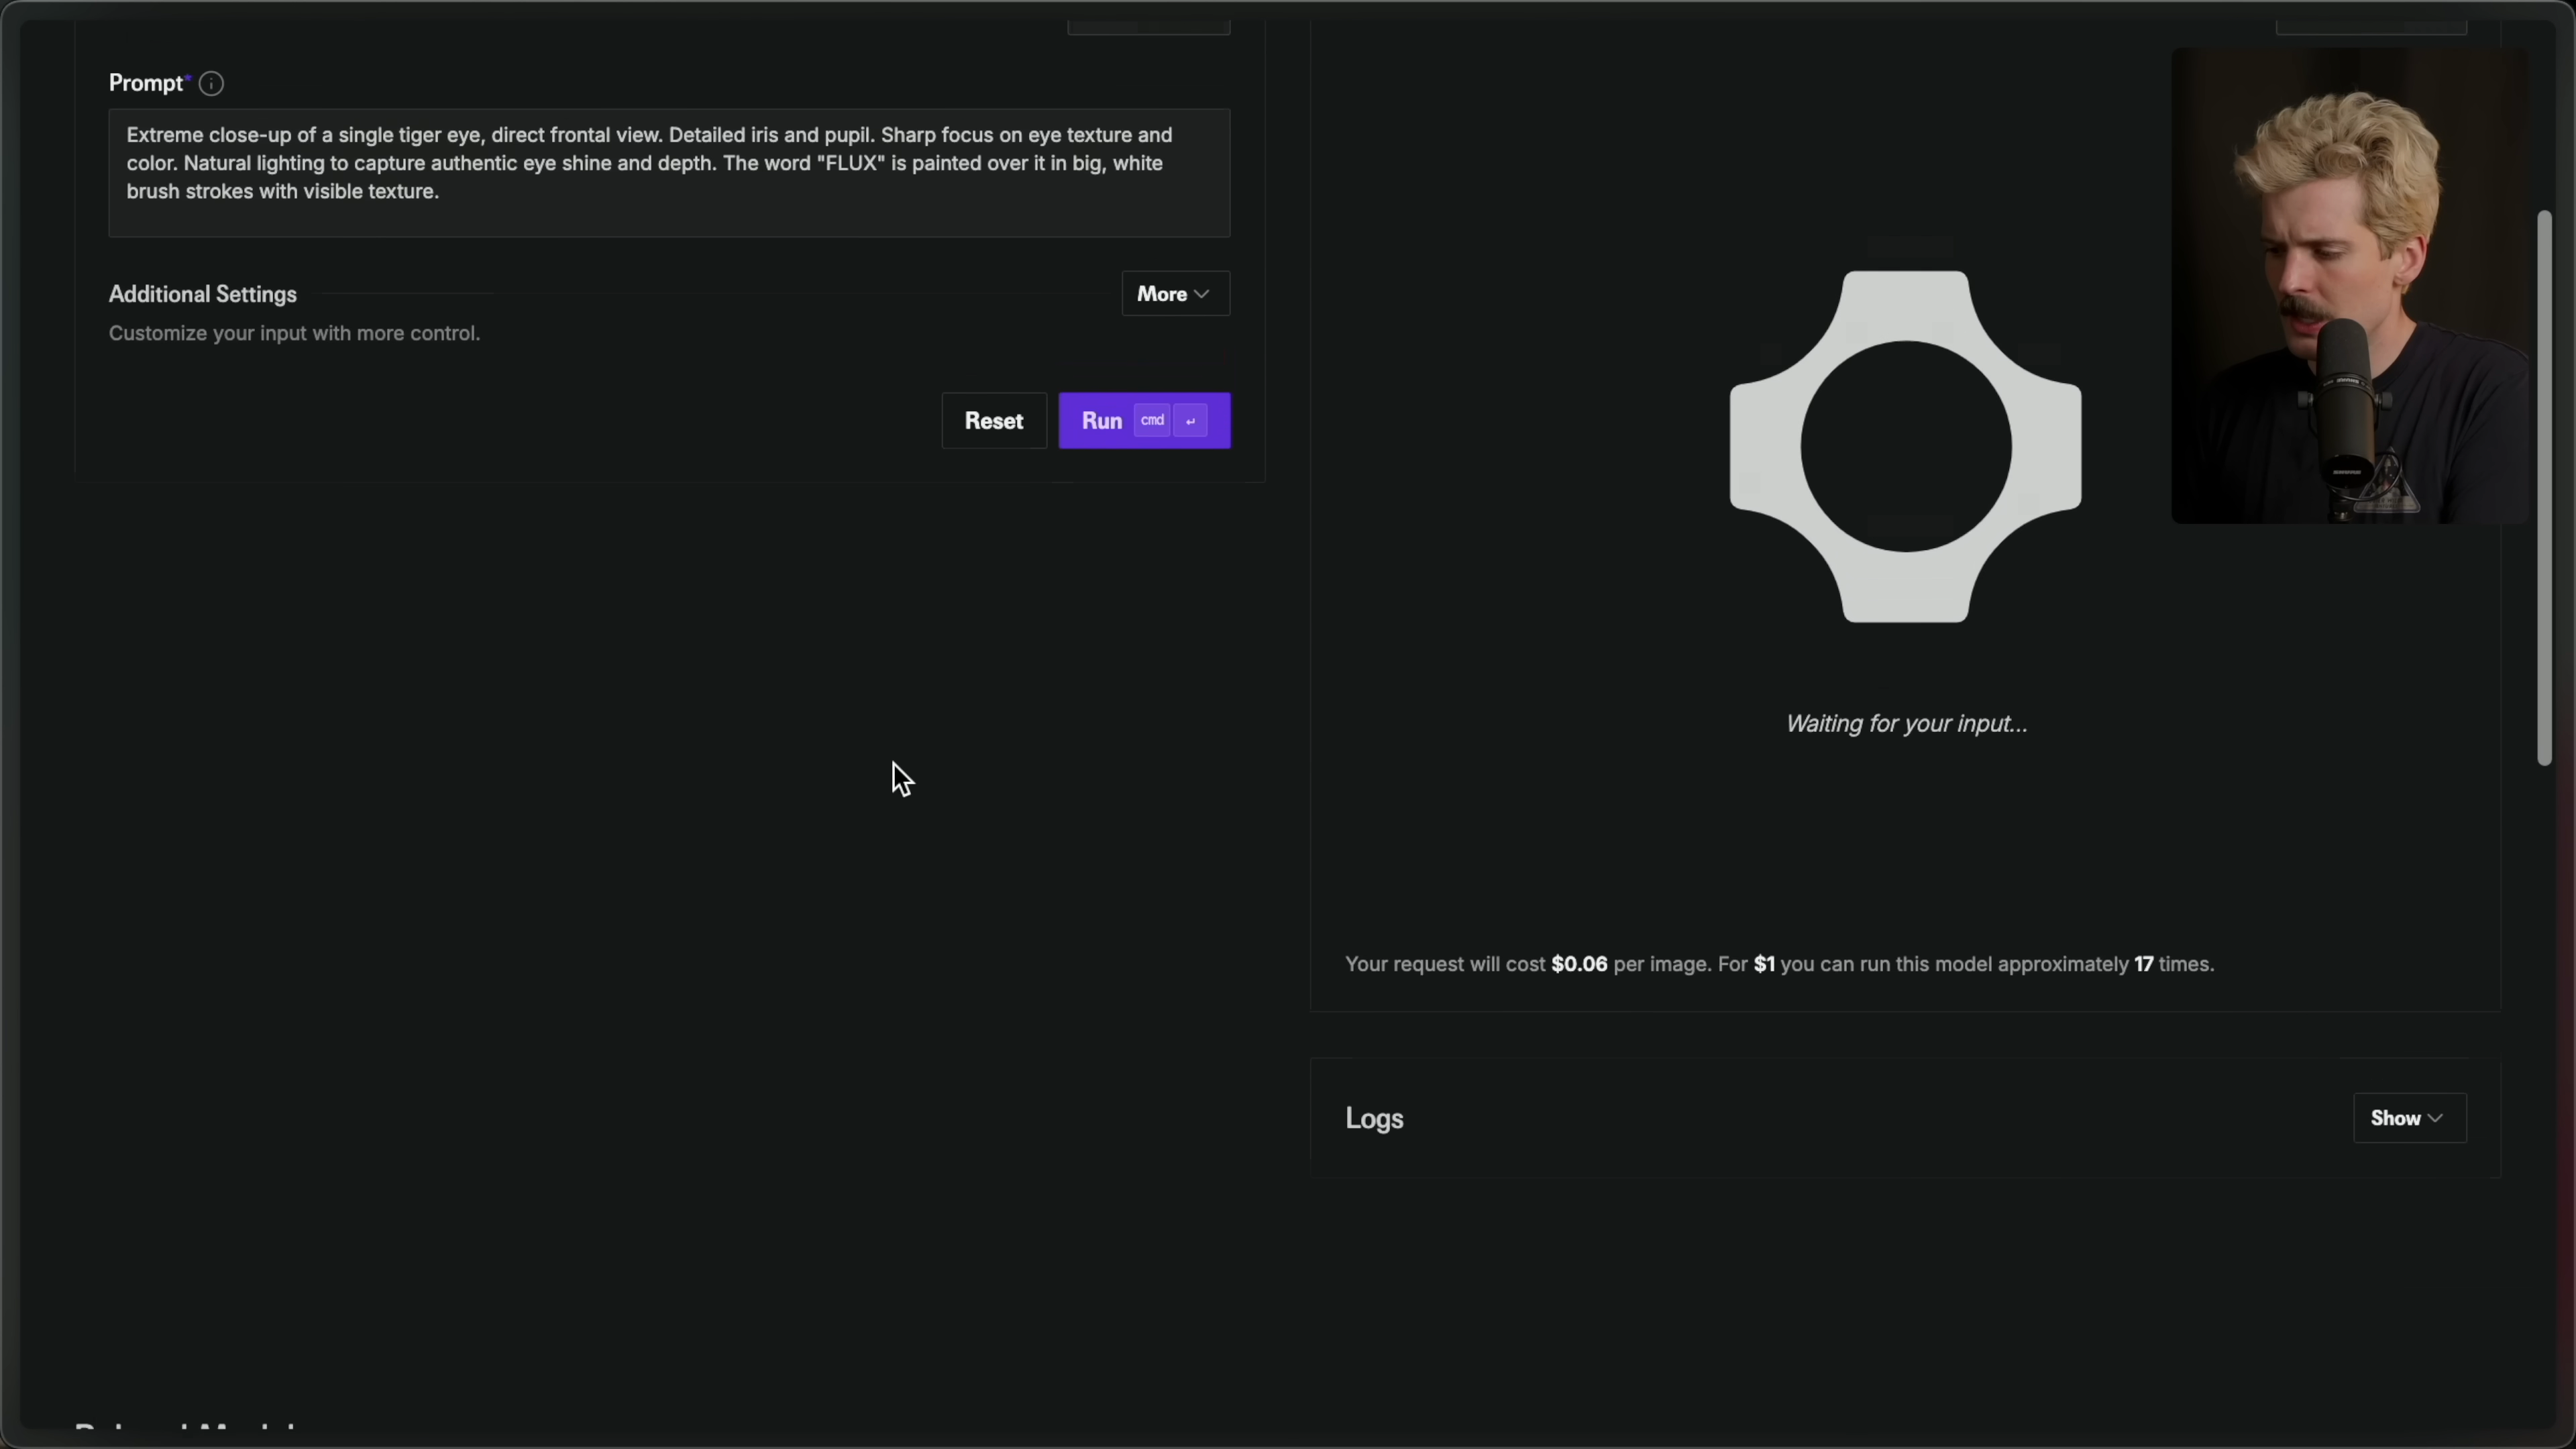 Prompt*
Extreme close-up of a single tiger eye, direct frontal view. Detailed iris and pupil. Sharp focus on eye texture and
color. Natural lighting to capture authentic eye shine and depth. The word "FLUX" is painted over it in big, white
brush strokes with visible texture.
Additional Settings
More
Customize your input with more control.
Reset
Run cmd ↵
Waiting for your input...
Your request will cost $0.06 per image. For $1 you can run this model approximately 17 times.
Logs
Show